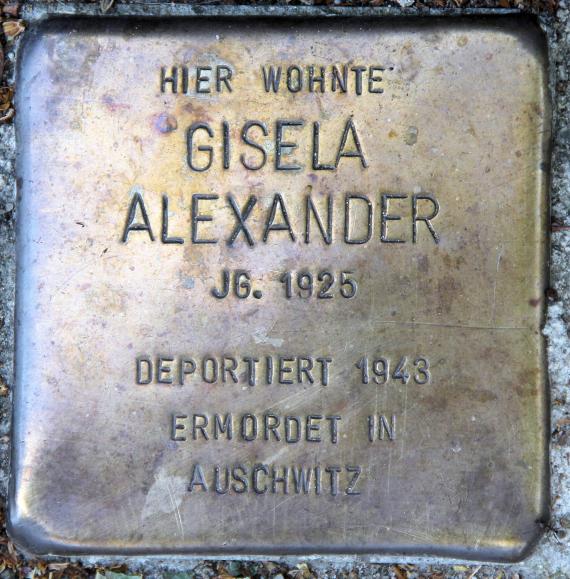 HIER WOHNTE
GISELA
ALEXANDER
JG. 1925
DEPORTIERT 1943
ERMORDET IN
AUSCHWITZ